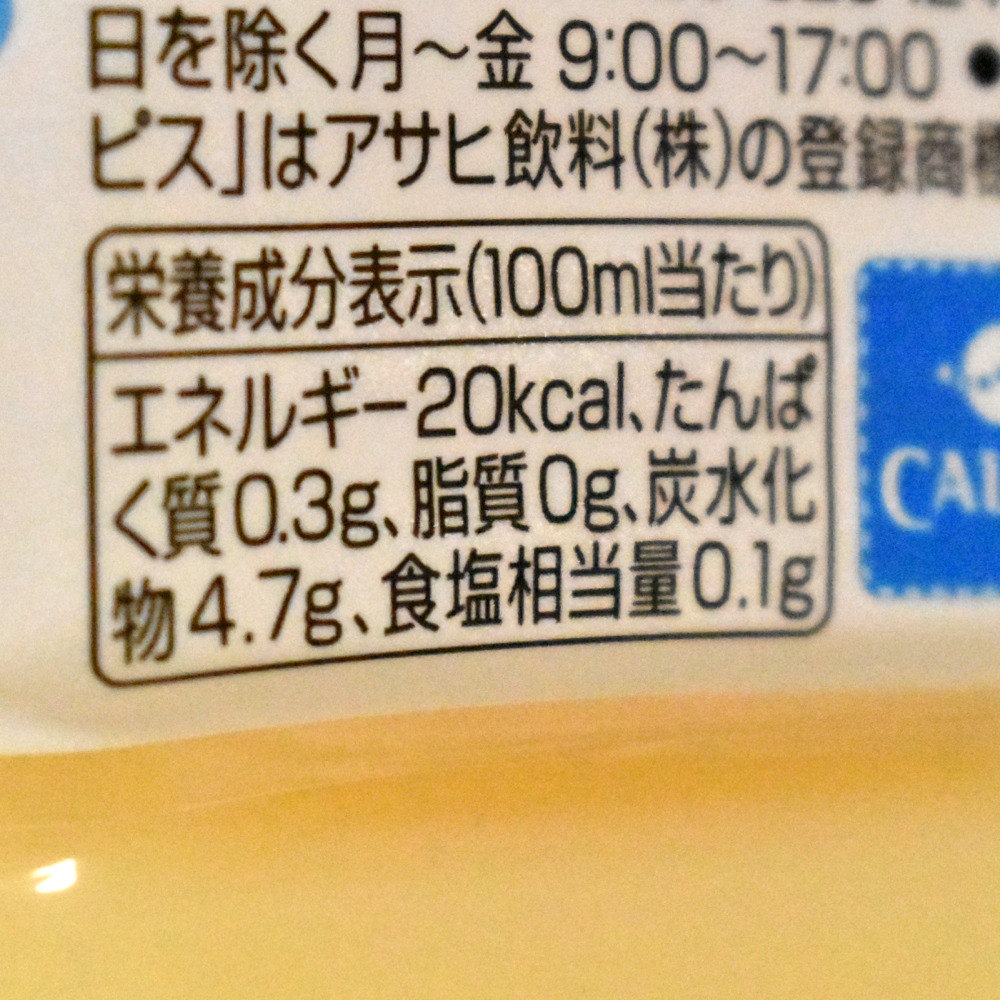 日を除く月〜金 9:00〜17:00 ●
ピス」はアサヒ飲料(株)の登録商標
栄養成分表示(100ml当たり)
エネルギー20kcal、たんぱ
く質0.3g、脂質0g、炭水化
物4.7g、食塩相当量0.1g
CAL